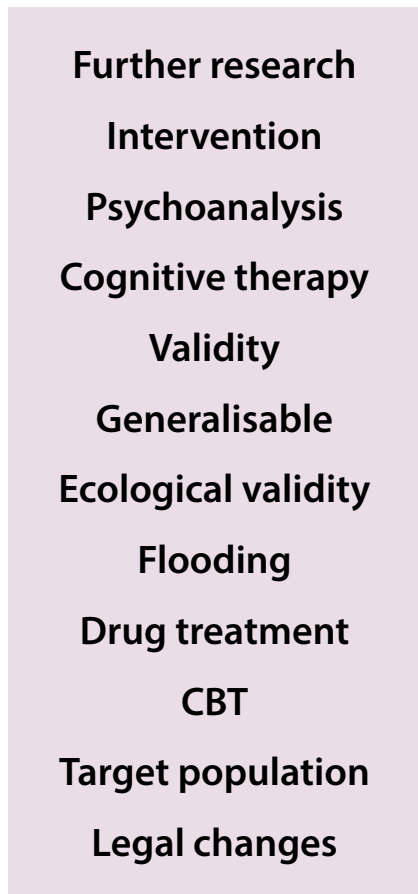 Further research
Intervention
Psychoanalysis
Cognitive therapy
Validity
Generalisable
Ecological validity
Flooding
Drug treatment
CBT
Target population
Legal changes